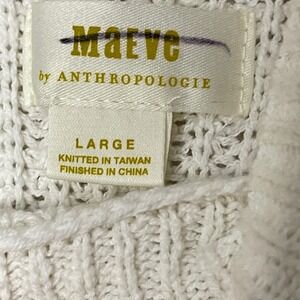 Maeve
by ANTHROPOLOGIE
LARGE
KNITTED IN TAIWAN
FINISHED IN CHINA